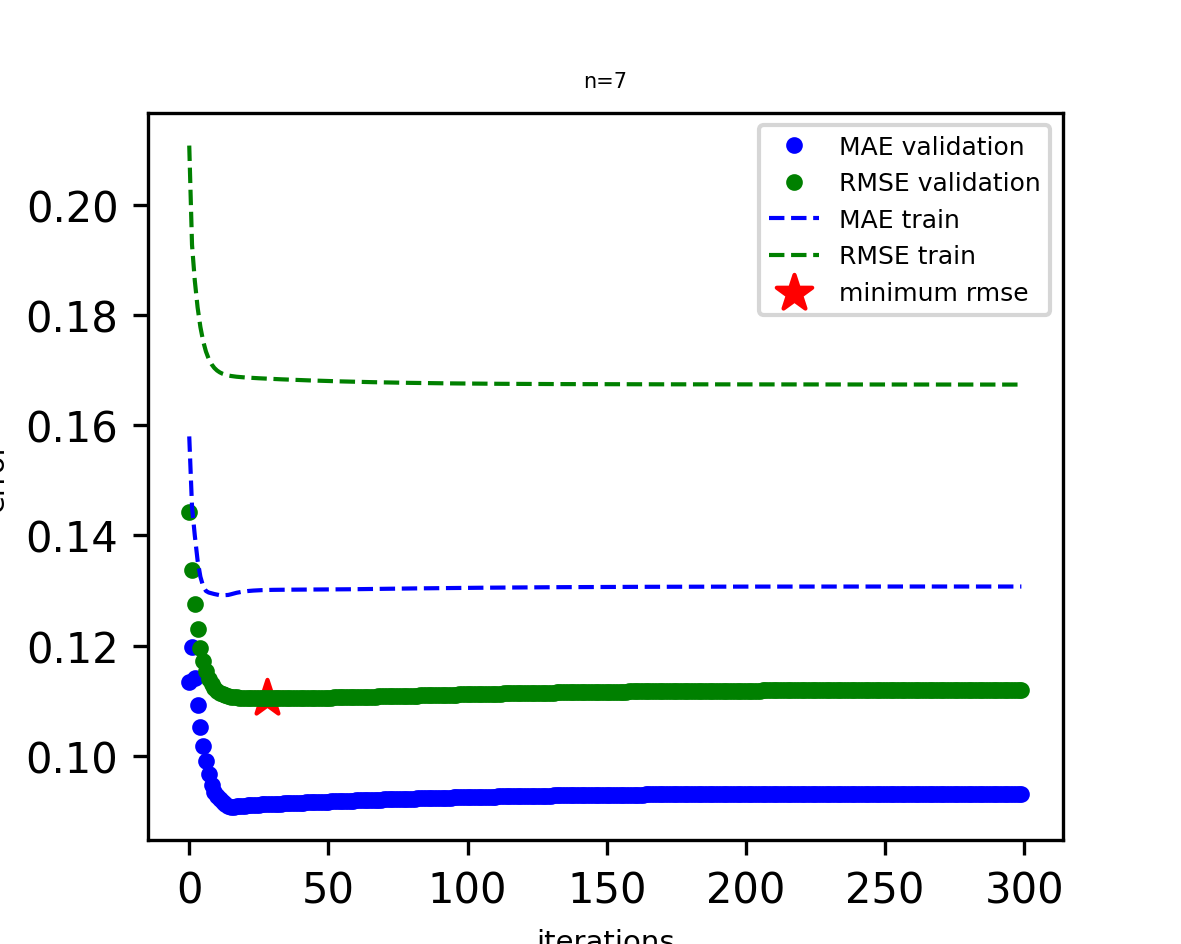 n=7
MAE validation
RMSE validation
MAE train
RMSE train
minimum rmse
0.20
0.18
0.16
0.14
0.12
0.10
0 50 100 150 200 250 300
iterations